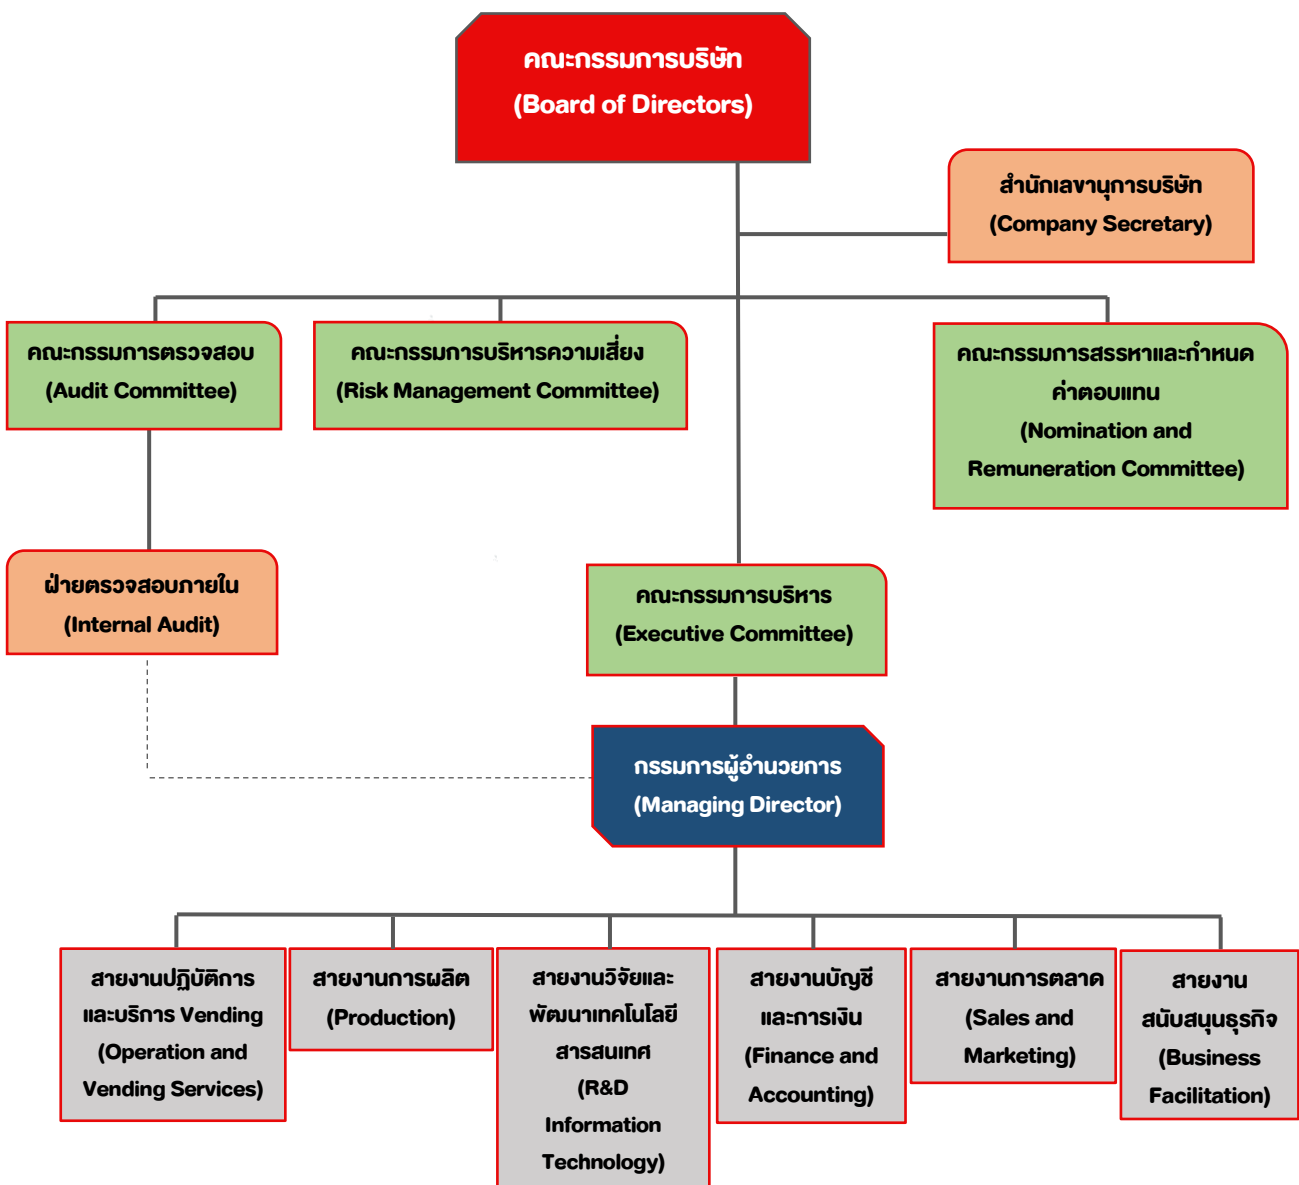 คณะกรรมการบริษัท
(Board of Directors)
สำนักเลขานุการบริษัท
(Company Secretary)
คณะกรรมการตรวจสอบ
(Audit Committee)
คณะกรรมการบริหารความเสี่ยง
(Risk Management Committee)
คณะกรรมการสรรหาและกำหนด
ค่าตอบแทน
(Nomination and
Remuneration Committee)
ฝ่ายตรวจสอบภายใน
(Internal Audit)
คณะกรรมการบริหาร
(Executive Committee)
กรรมการผู้อำนวยการ
(Managing Director)
สายงานปฏิบัติการ
และบริการ Vending
(Operation and
Vending Services)
สายงานการผลิต
(Production)
สายงานวิจัยและ
พัฒนาเทคโนโลยี
สารสนเทศ
(R&D
Information
Technology)
สายงานบัญชี
และการเงิน
(Finance and
Accounting)
สายงานการตลาด
(Sales and
Marketing)
สายงาน
สนับสนุนธุรกิจ
(Business
Facilitation)